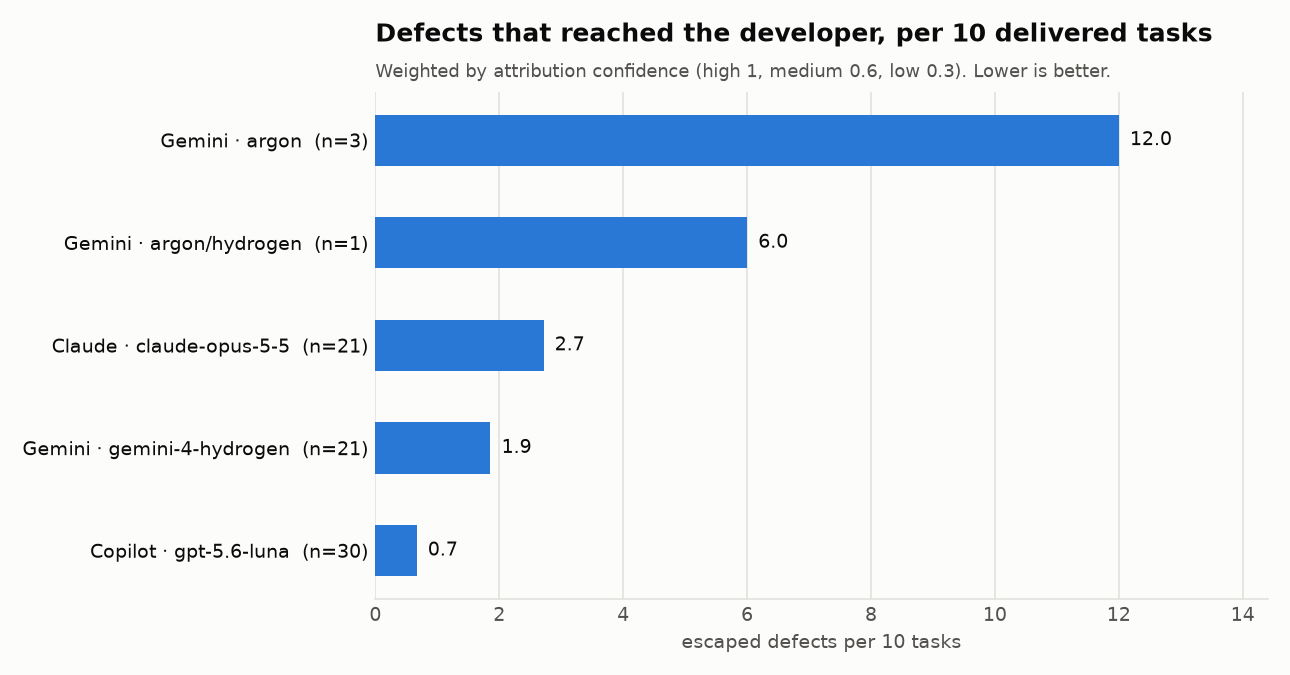 Defects that reached the developer, per 10 delivered tasks
Weighted by attribution confidence (high 1, medium 0.6, low 0.3). Lower is better.
Gemini · argon (n=3)
12.0
Gemini · argon/hydrogen (n=1)
6.0
Claude · claude-opus-5-5 (n=21)
2.7
Gemini · gemini-4-hydrogen (n=21)
1.9
Copilot · gpt-5.6-luna (n=30)
0.7
0 2 4 6 8 10 12 14
escaped defects per 10 tasks